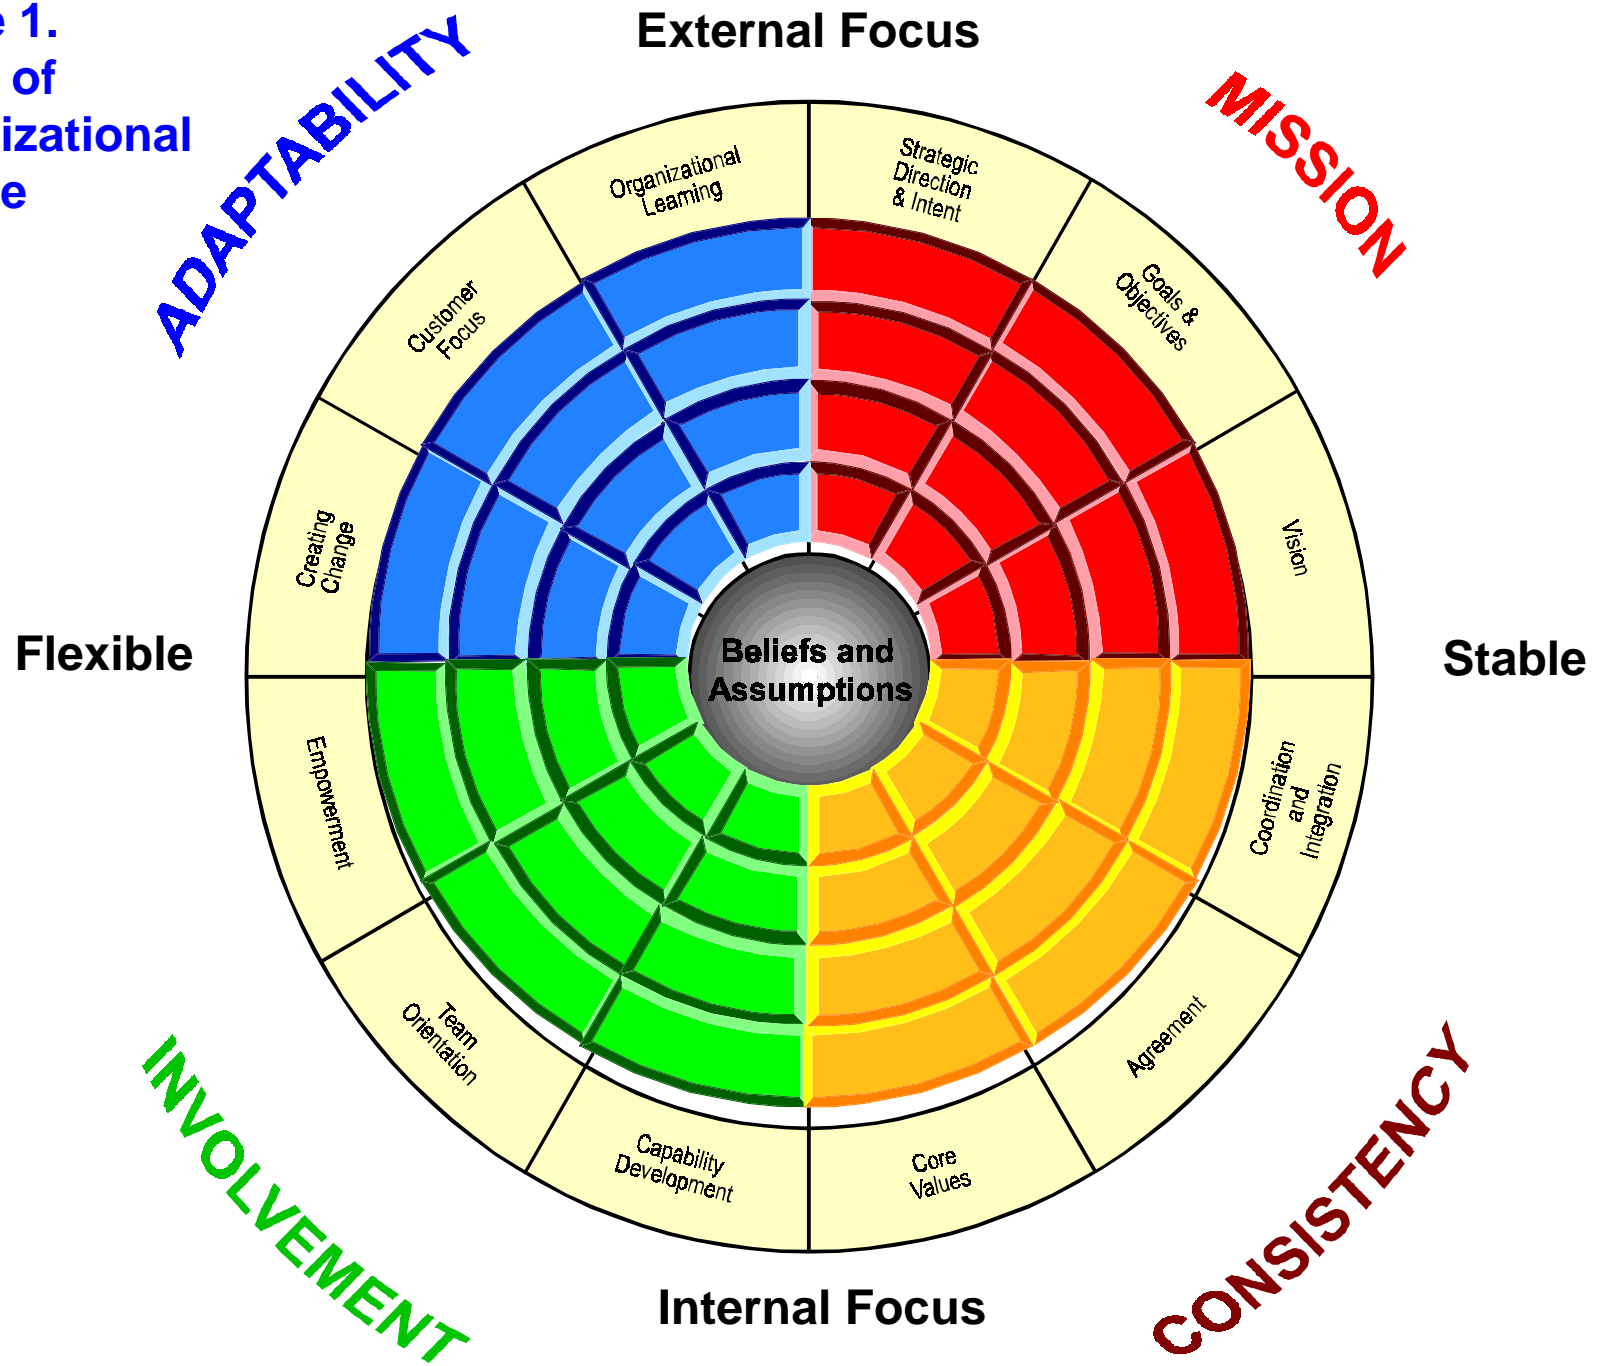 e 1.
of
izational
e
External Focus
ADAPTABILITY
MISSION
Organizational
Learning
Strategic
Direction
& Intent
Customer
Focus
Goals &
Objectives
Creating
Change
Vision
Flexible
Beliefs and
Assumptions
Stable
Empowerment
Coordination
and
Integration
Team
Orientation
Agreement
Capability
Development
Core
Values
INVOLVEMENT
CONSISTENCY
Internal Focus